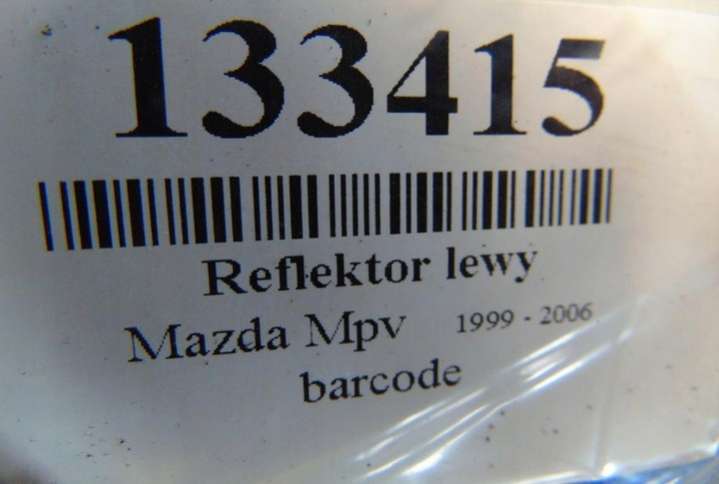 133415
Reflektor lewy
Mazda Mpv 1999 - 2006
barcode